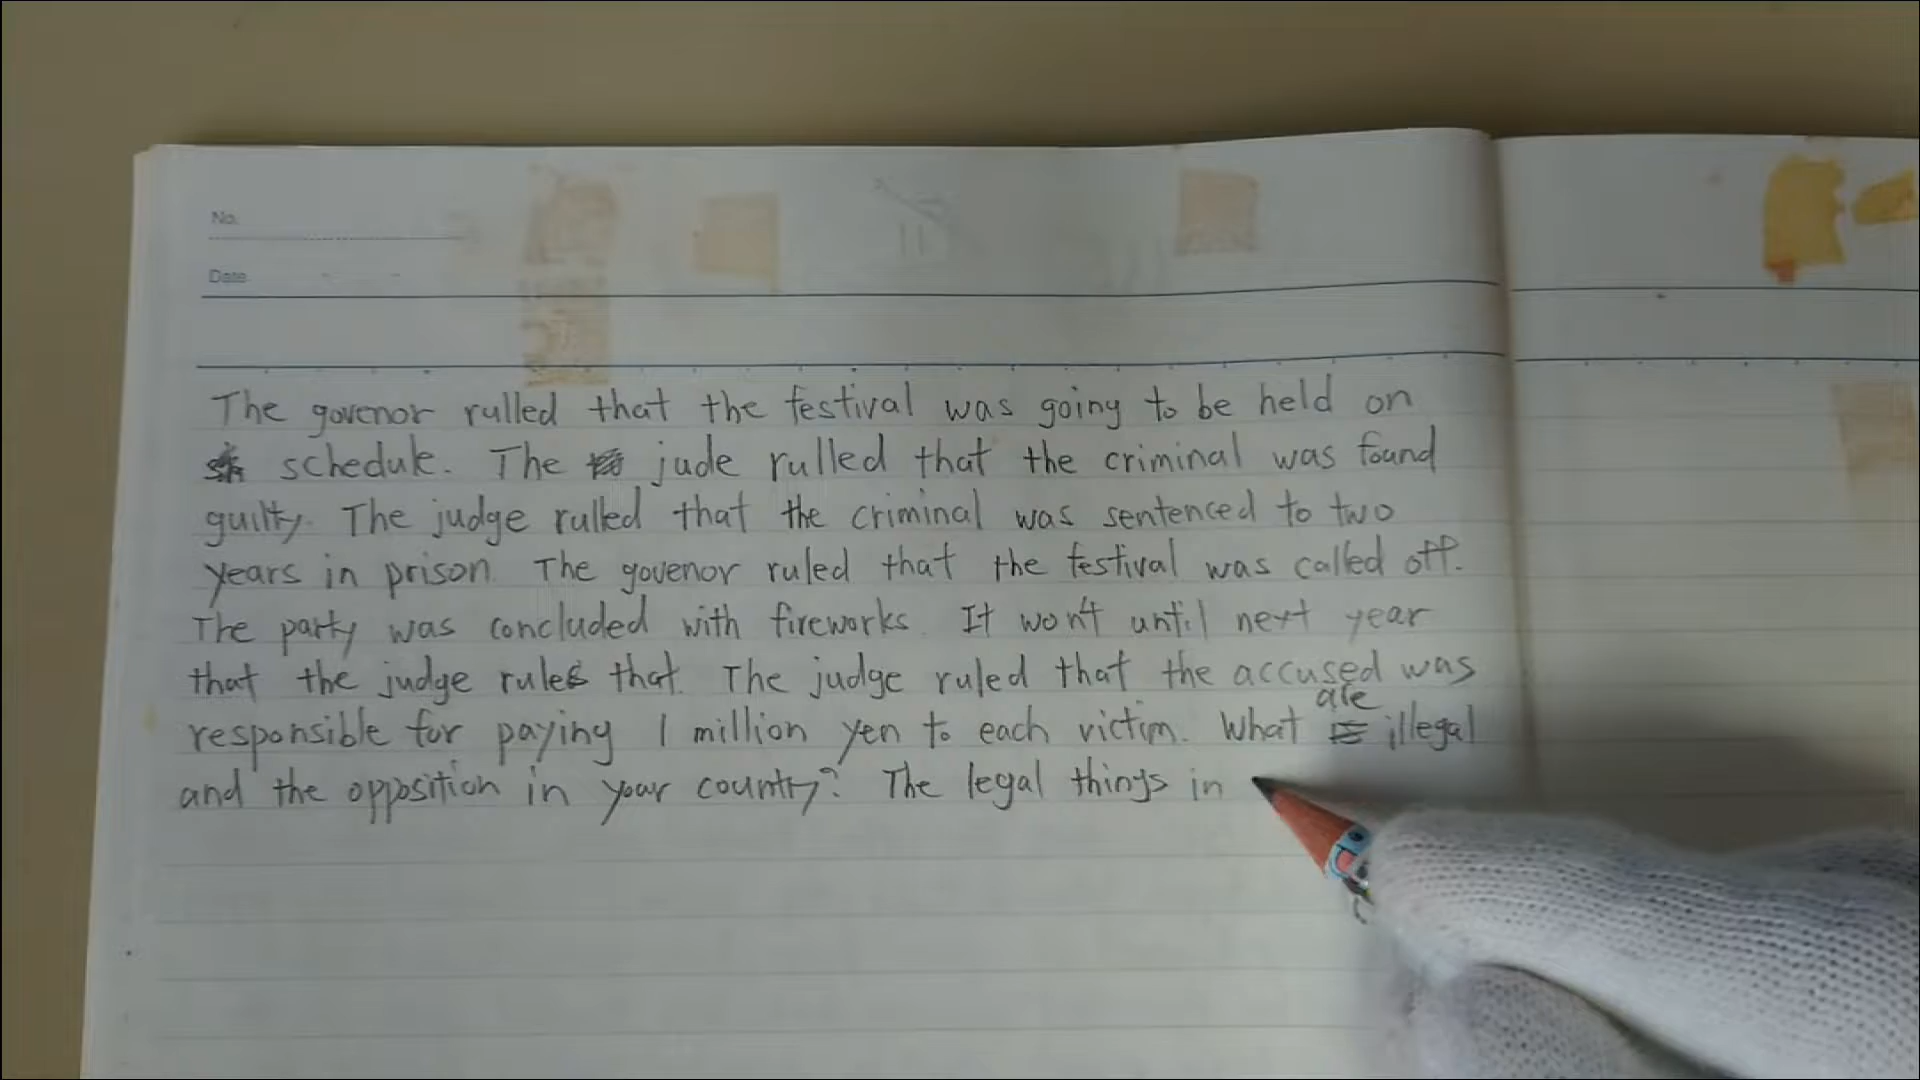 No.
Date
The govenor rulled that the festival was going to be held on
schedule. The jude rulled that the criminal was found
guilty. The judge rulled that the criminal was sentenced to two
years in prison. The govenor ruled that the festival was called off.
The party was concluded with fireworks. It won't until next year
that the judge rules that. The judge ruled that the accused was
responsible for paying 1 million yen to each victim. What are illegal
and the opposition in your country? The legal things in